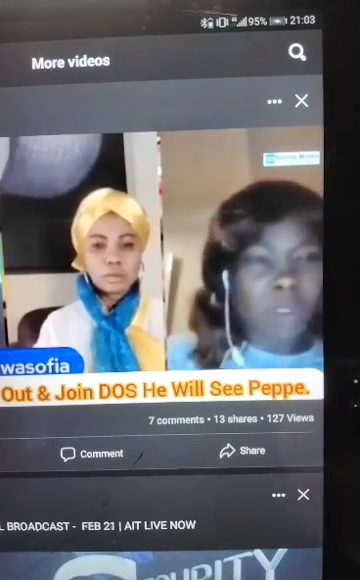 95% 21:03
More videos
wasofia
Out & Join DOS He Will See Peppe.
7 comments • 13 shares • 127 Views
Comment
Share
L BROADCAST - FEB 21 | AIT LIVE NOW
CURITY